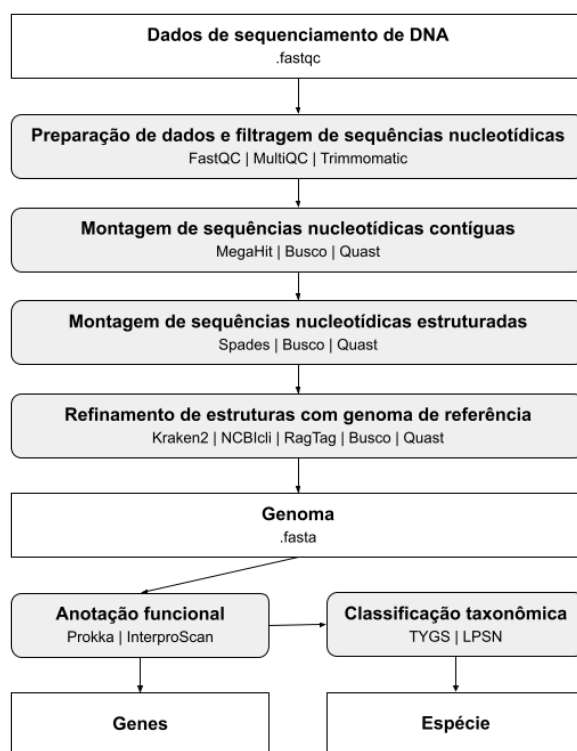 Dados de sequenciamento de DNA
.fastqc
Preparação de dados e filtragem de sequências nucleotídicas
FastQC | MultiQC | Trimmomatic
Montagem de sequências nucleotídicas contíguas
MegaHit | Busco | Quast
Montagem de sequências nucleotídicas estruturadas
Spades | Busco | Quast
Refinamento de estruturas com genoma de referência
Kraken2 | NCBIcli | RagTag | Busco | Quast
Genoma
.fasta
Anotação funcional
Prokka | InterproScan
Classificação taxonômica
TYGS | LPSN
Genes
Espécie